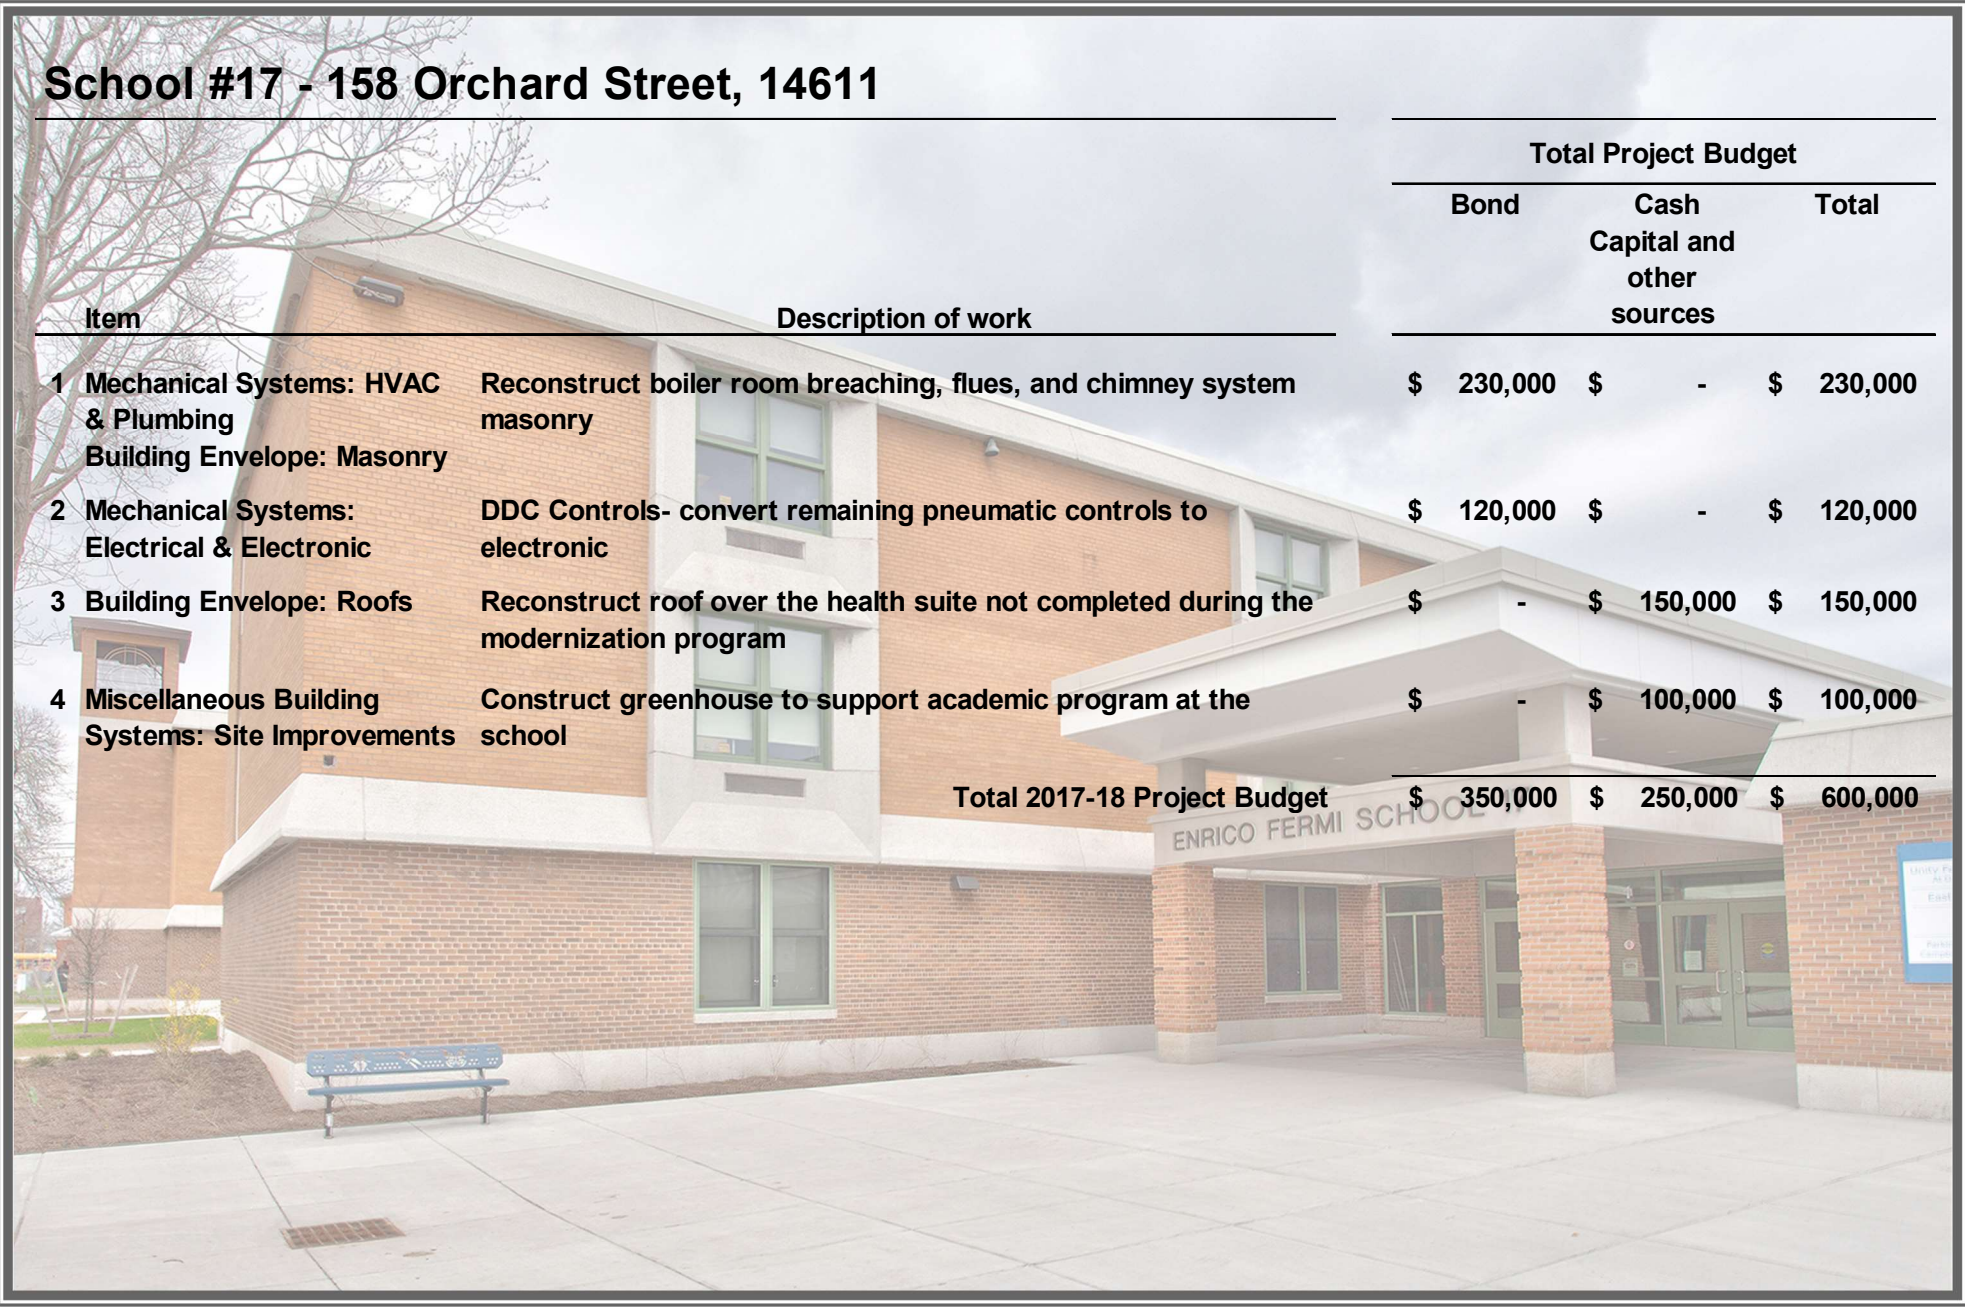 School #17 - 158 Orchard Street, 14611
Total Project Budget
Bond Cash Total
Capital and
other
Item Description of work sources
1 Mechanical Systems: HVAC Reconstruct boiler room breaching, flues, and chimney system $ 230,000 $ - $ 230,000
& Plumbing masonry
Building Envelope: Masonry
2 Mechanical Systems: DDC Controls- convert remaining pneumatic controls to $ 120,000 $ - $ 120,000
Electrical & Electronic electronic
3 Building Envelope: Roofs Reconstruct roof over the health suite not completed during the $ - $ 150,000 $ 150,000
modernization program
4 Miscellaneous Building Construct greenhouse to support academic program at the $ - $ 100,000 $ 100,000
Systems: Site Improvements school
Total 2017-18 Project Budget $ 350,000 $ 250,000 $ 600,000
ENRICO FERMI SCHOOL